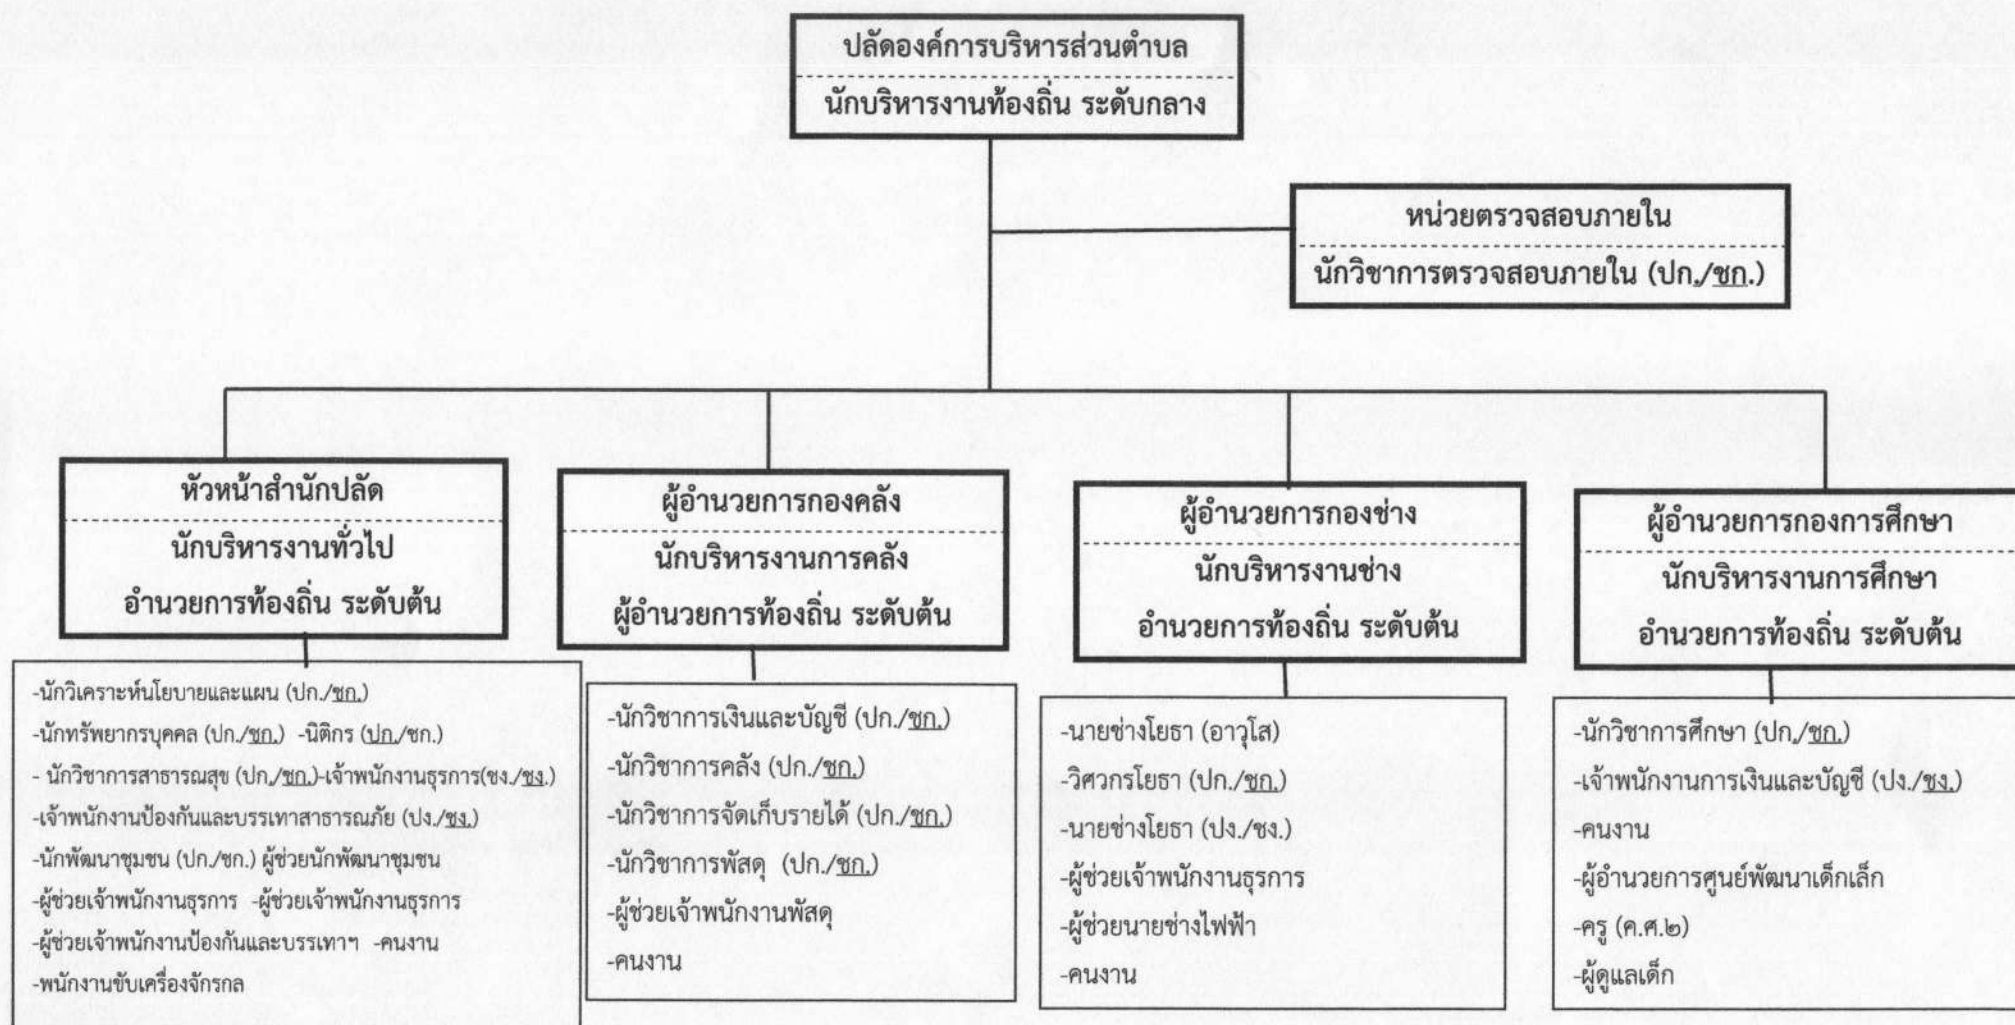 ปลัดองค์การบริหารส่วนตำบล
นักบริหารงานท้องถิ่น ระดับกลาง
หน่วยตรวจสอบภายใน
นักวิชาการตรวจสอบภายใน (ปก./ชก.)
หัวหน้าสำนักปลัด
นักบริหารงานทั่วไป
อำนวยการท้องถิ่น ระดับต้น
-นักวิเคราะห์นโยบายและแผน (ปก./ชก.)
-นักทรัพยากรบุคคล (ปก./ชก.) -นิติกร (ปก./ชก.)
- นักวิชาการสาธารณสุข (ปก./ชก.)-เจ้าพนักงานธุรการ(ชง./ชง.)
-เจ้าพนักงานป้องกันและบรรเทาสาธารณภัย (ปง./ชง.)
-นักพัฒนาชุมชน (ปก./ชก.) ผู้ช่วยนักพัฒนาชุมชน
-ผู้ช่วยเจ้าพนักงานธุรการ -ผู้ช่วยเจ้าพนักงานธุรการ
-ผู้ช่วยเจ้าพนักงานป้องกันและบรรเทาฯ -คนงาน
-พนักงานขับเครื่องจักรกล
ผู้อำนวยการกองคลัง
นักบริหารงานการคลัง
ผู้อำนวยการท้องถิ่น ระดับต้น
-นักวิชาการเงินและบัญชี (ปก./ชก.)
-นักวิชาการคลัง (ปก./ชก.)
-นักวิชาการจัดเก็บรายได้ (ปก./ชก.)
-นักวิชาการพัสดุ (ปก./ชก.)
-ผู้ช่วยเจ้าพนักงานพัสดุ
-คนงาน
ผู้อำนวยการกองช่าง
นักบริหารงานช่าง
อำนวยการท้องถิ่น ระดับต้น
-นายช่างโยธา (อาวุโส)
-วิศวกรโยธา (ปก./ชก.)
-นายช่างโยธา (ปง./ชง.)
-ผู้ช่วยเจ้าพนักงานธุรการ
-ผู้ช่วยนายช่างไฟฟ้า
-คนงาน
ผู้อำนวยการกองการศึกษา
นักบริหารงานการศึกษา
อำนวยการท้องถิ่น ระดับต้น
-นักวิชาการศึกษา (ปก./ชก.)
-เจ้าพนักงานการเงินและบัญชี (ปง./ชง.)
-คนงาน
-ผู้อำนวยการศูนย์พัฒนาเด็กเล็ก
-ครู (ค.ศ.๒)
-ผู้ดูแลเด็ก